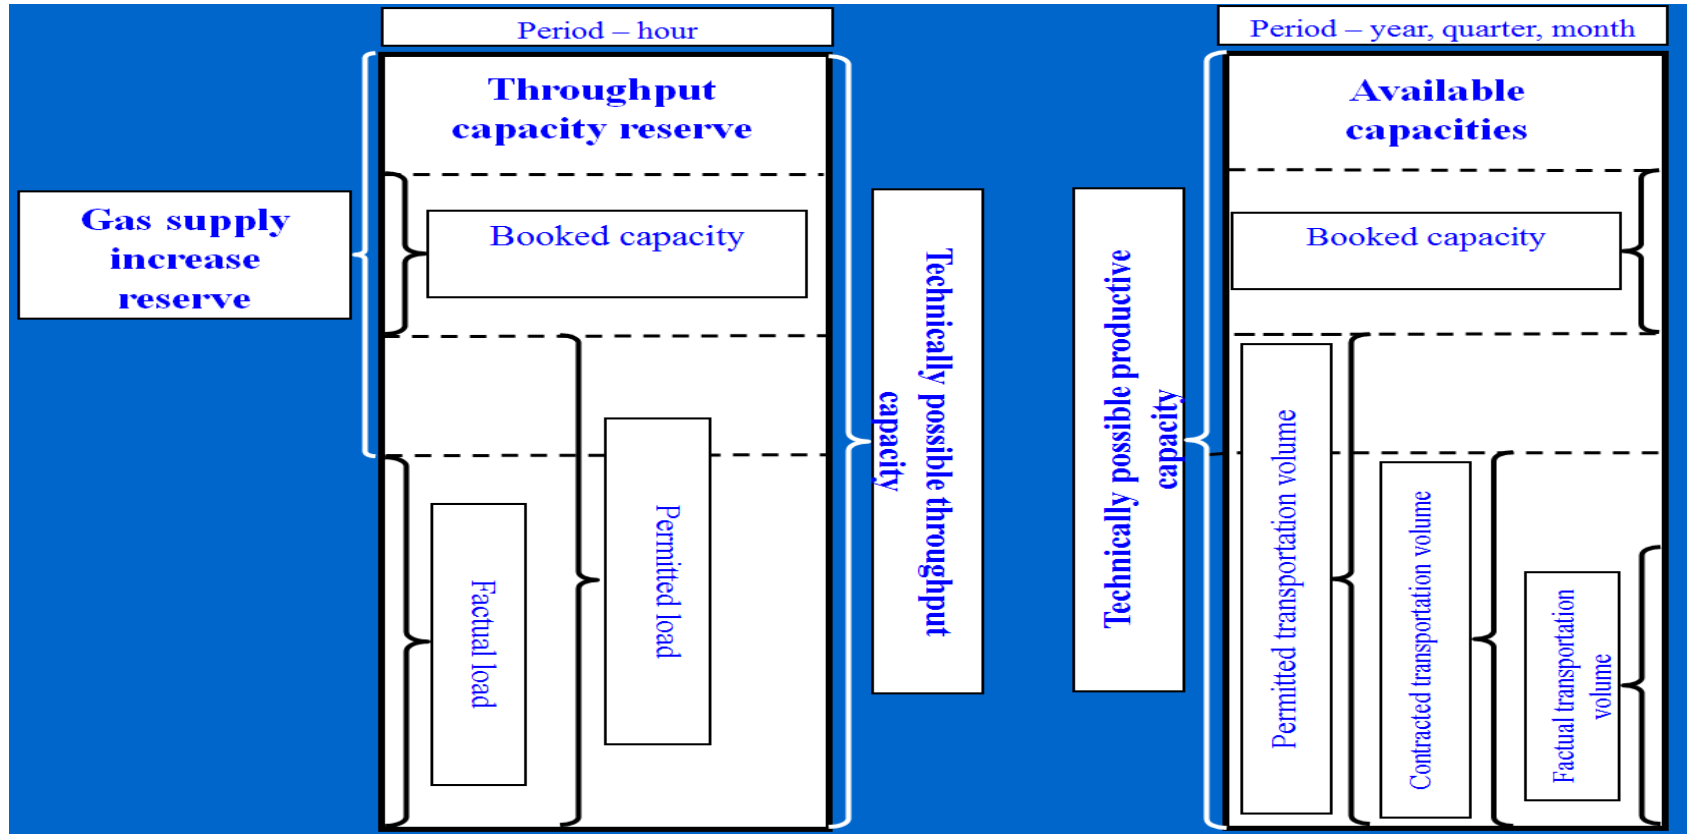 Period – hour
Throughput
capacity reserve
Gas supply
increase
reserve
Booked capacity
Factual load
Permitted load
Technically possible throughput
capacity
Period – year, quarter, month
Available
capacities
Technically possible productive
capacity
Booked capacity
Permitted transportation volume
Contracted transportation volume
Factual transportation
volume